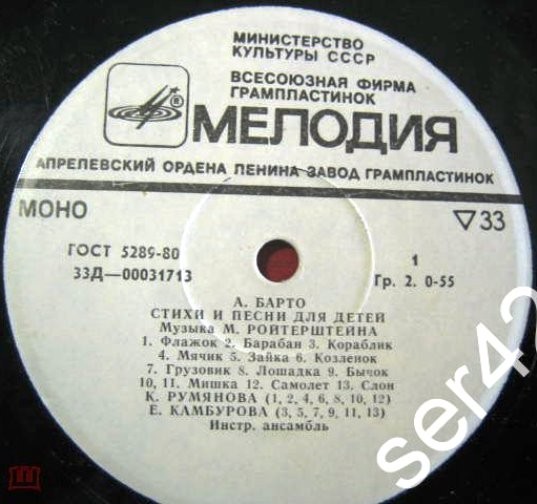 МИНИСТЕРСТВО
КУЛЬТУРЫ СССР
ВСЕСОЮЗНАЯ ФИРМА
ГРАМПЛАСТИНОК
®
МЕЛОДИЯ
АПРЕЛЕВСКИЙ ОРДЕНА ЛЕНИНА ЗАВОД ГРАМПЛАСТИНОК
МОНО
▽33
ГОСТ 5289-80
33Д—00031713
1
Гр. 2. 0-55
А. БАРТО
СТИХИ И ПЕСНИ ДЛЯ ДЕТЕЙ
Музыка М. РОЙТЕРШТЕЙНА
1. Флажок 2. Барабан 3. Кораблик
4. Мячик 5. Зайка 6. Козленок
7. Грузовик 8. Лошадка 9. Бычок
10, 11. Мишка 12. Самолет 13. Слон
К. РУМЯНОВА (1, 2, 4, 6, 8, 10, 12)
Е. КАМБУРОВА (3, 5, 7, 9, 11, 13)
Инстр. ансамбль
ser42